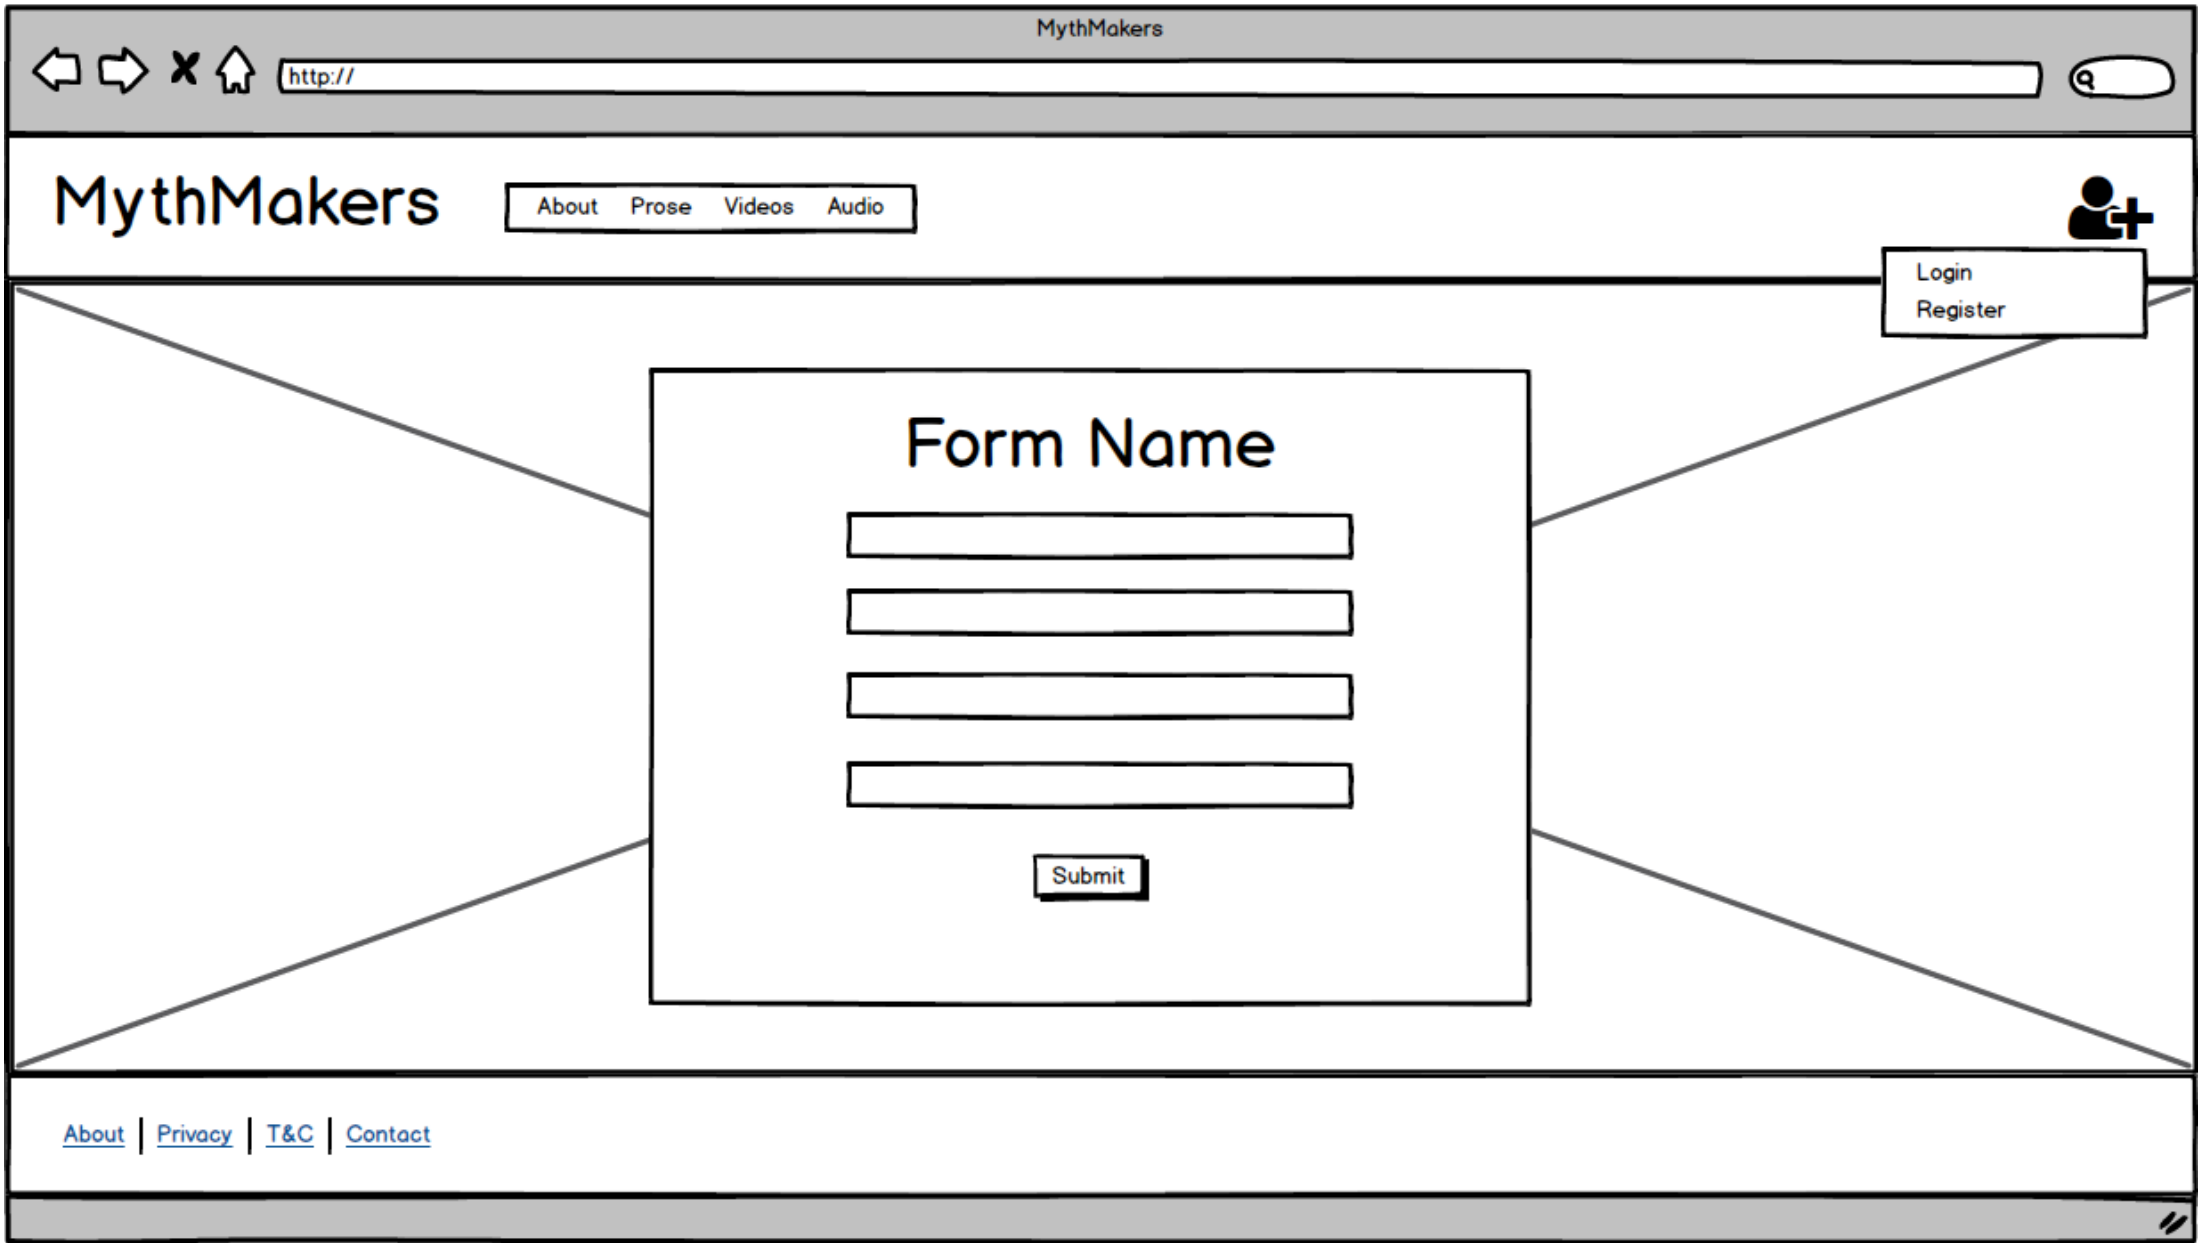 MythMakers
http://
MythMakers
About Prose Videos Audio
Login
Register
Form Name
Submit
About | Privacy | T&C | Contact